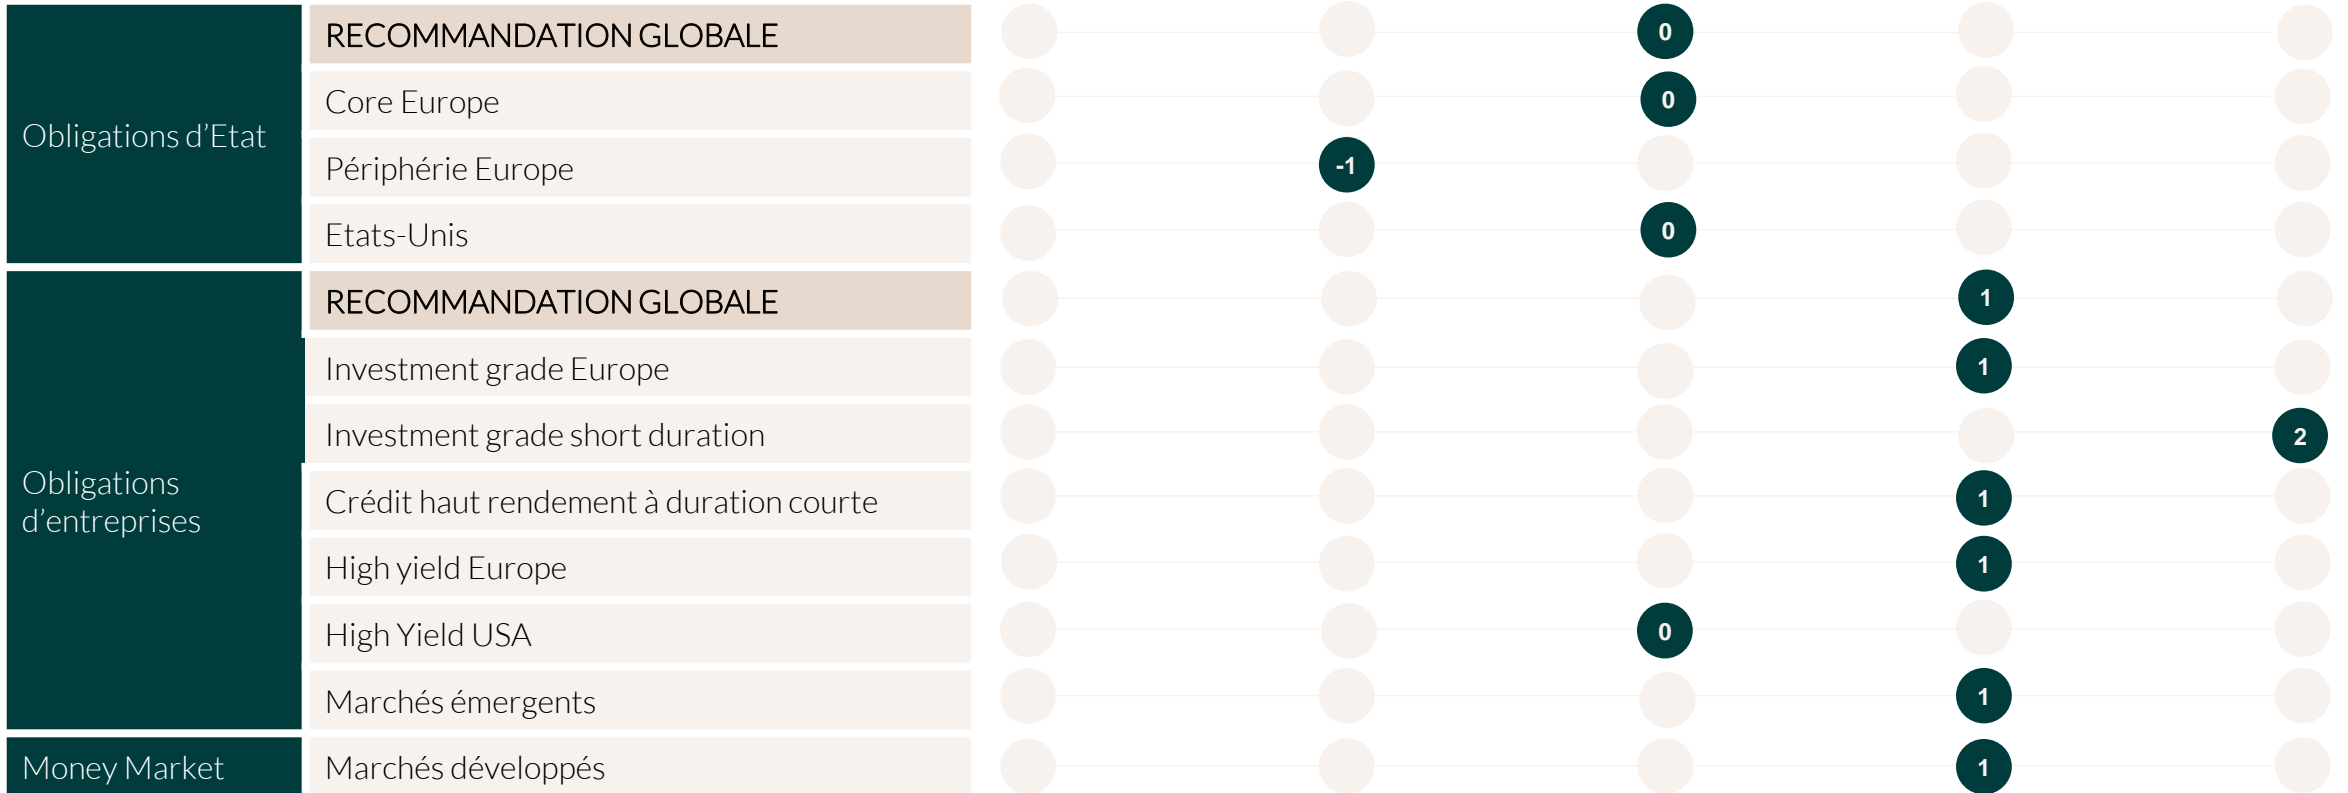 RECOMMANDATION GLOBALE 0
Obligations d’Etat
Core Europe 0
Périphérie Europe -1
Etats-Unis 0
RECOMMANDATION GLOBALE 1
Obligations
d’entreprises
Investment grade Europe 1
Investment grade short duration 2
Crédit haut rendement à duration courte 1
High yield Europe 1
High Yield USA 0
Marchés émergents 1
Money Market
Marchés développés 1